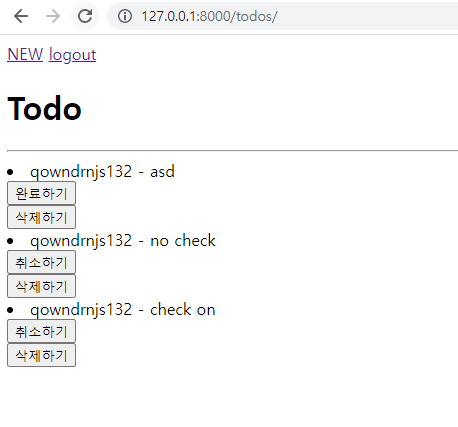 127.0.0.1:8000/todos/
NEW logout
Todo
qowndrnjs132 - asd
완료하기
삭제하기
qowndrnjs132 - no check
취소하기
삭제하기
qowndrnjs132 - check on
취소하기
삭제하기